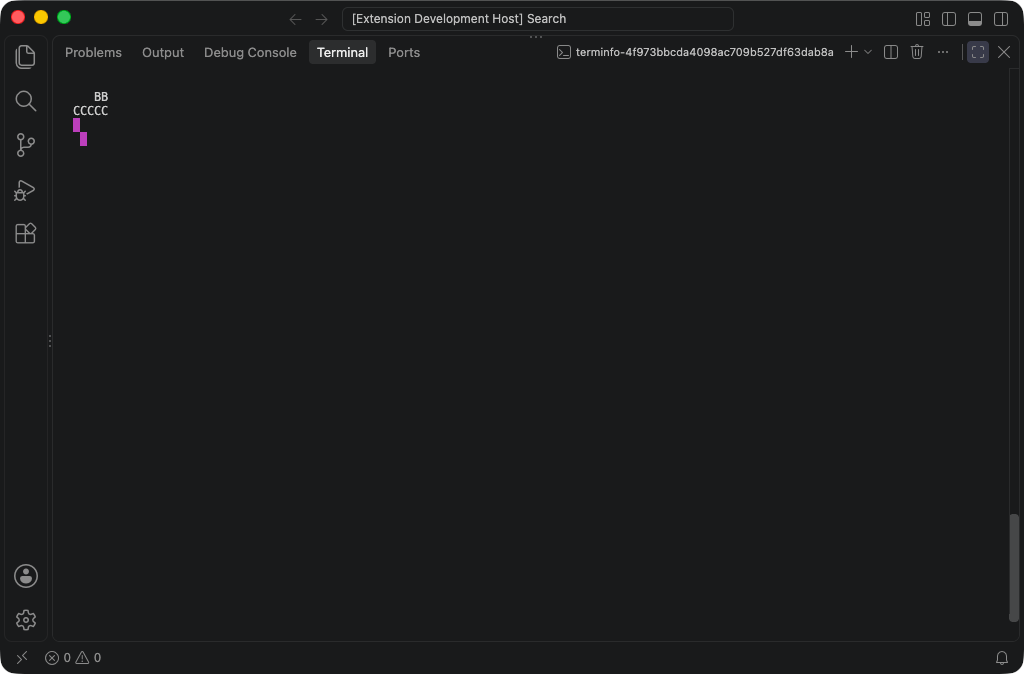 [Extension Development Host] Search
Problems Output Debug Console Terminal Ports terminfo-4f973bbcda4098ac709b527df63dab8a
BB
CCCCC
0 0